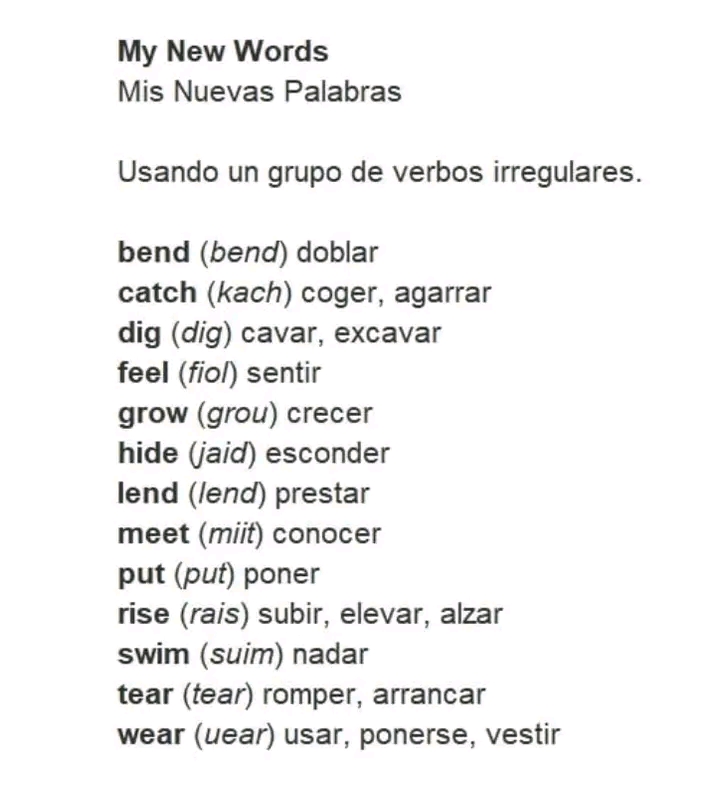 My New Words
Mis Nuevas Palabras
Usando un grupo de verbos irregulares.
bend (bend) doblar
catch (kach) coger, agarrar
dig (dig) cavar, excavar
feel (fiol) sentir
grow (grou) crecer
hide (jaid) esconder
lend (lend) prestar
meet (miit) conocer
put (put) poner
rise (rais) subir, elevar, alzar
swim (suim) nadar
tear (tear) romper, arrancar
wear (uear) usar, ponerse, vestir